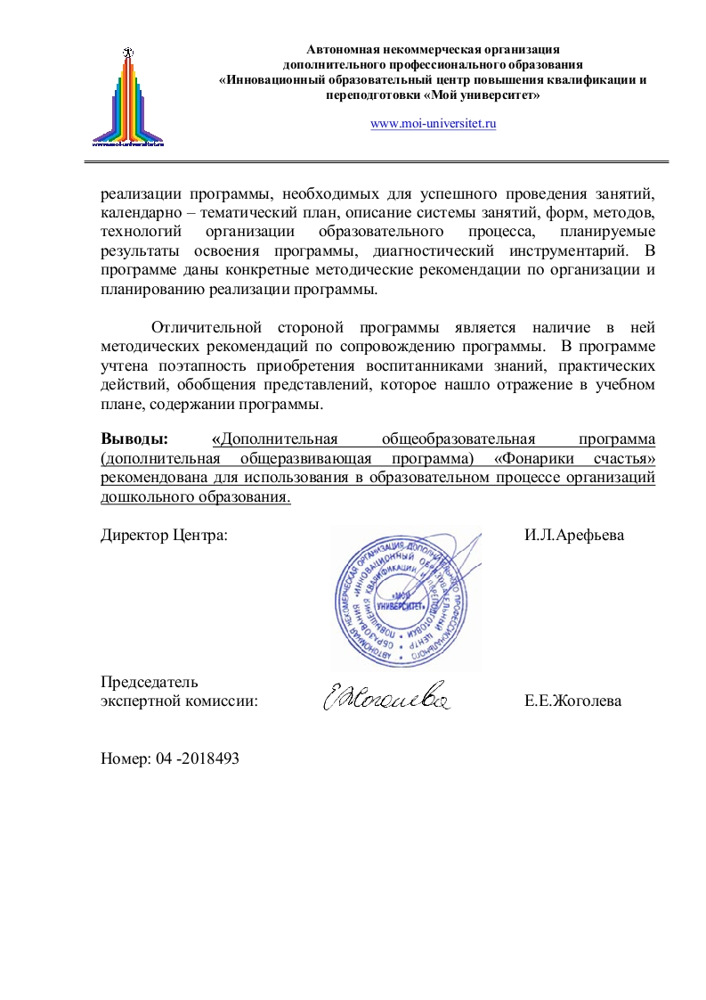 Автономная некоммерческая организация
дополнительного профессионального образования
«Инновационный образовательный центр повышения квалификации и
переподготовки «Мой университет»
www.moi-universitet.ru
www.moi-universitet.ru
реализации программы, необходимых для успешного проведения занятий,
календарно – тематический план, описание системы занятий, форм, методов,
технологий организации образовательного процесса, планируемые
результаты освоения программы, диагностический инструментарий. В
программе даны конкретные методические рекомендации по организации и
планированию реализации программы.
Отличительной стороной программы является наличие в ней
методических рекомендаций по сопровождению программы. В программе
учтена поэтапность приобретения воспитанниками знаний, практических
действий, обобщения представлений, которое нашло отражение в учебном
плане, содержании программы.
Выводы: «Дополнительная общеобразовательная программа
(дополнительная общеразвивающая программа) «Фонарики счастья»
рекомендована для использования в образовательном процессе организаций
дошкольного образования.
Директор Центра: И.Л.Арефьева
АВТОНОМНАЯ НЕКОММЕРЧЕСКАЯ ОРГАНИЗАЦИЯ ДОПОЛНИТЕЛЬНОГО ПРОФЕССИОНАЛЬНОГО
ОБРАЗОВАНИЯ «ИННОВАЦИОННЫЙ ОБРАЗОВАТЕЛЬНЫЙ ЦЕНТР
ПОВЫШЕНИЯ КВАЛИФИКАЦИИ И ПЕРЕПОДГОТОВКИ
«МОЙ
УНИВЕРСИТЕТ»
Председатель
экспертной комиссии: Е.Жоголева Е.Е.Жоголева
Номер: 04 -2018493